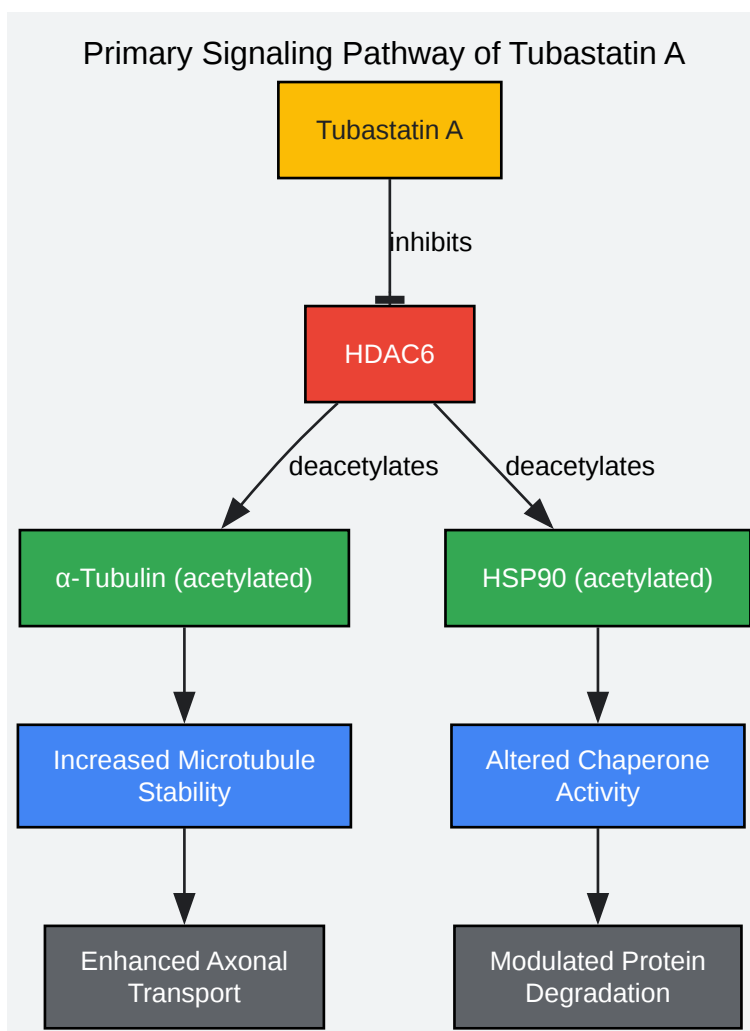 Primary Signaling Pathway of Tubastatin A
Tubastatin A
inhibits
HDAC6
deacetylates
deacetylates
α-Tubulin (acetylated)
HSP90 (acetylated)
Increased Microtubule
Stability
Altered Chaperone
Activity
Enhanced Axonal
Transport
Modulated Protein
Degradation